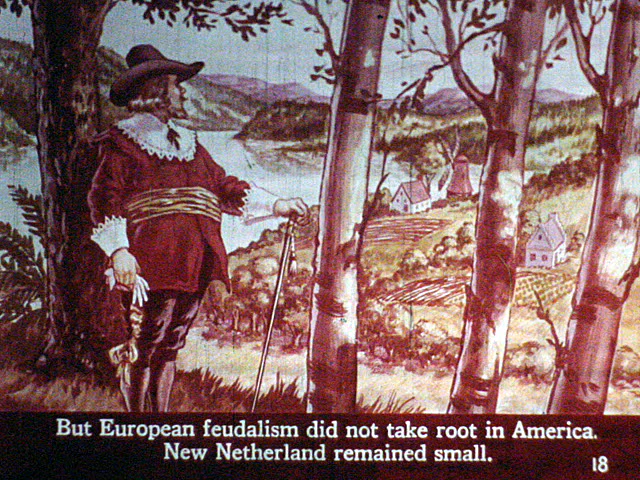 But European feudalism did not take root in America.
New Netherland remained small.
18